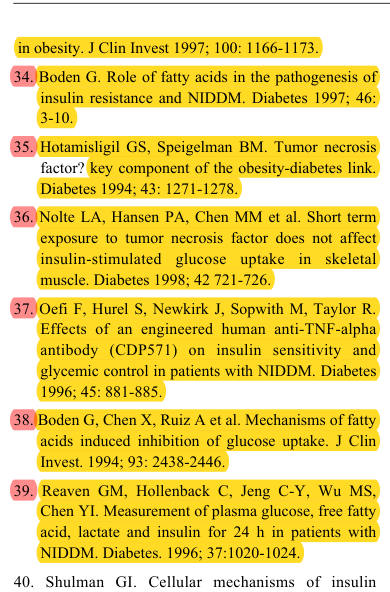 in obesity. J Clin Invest 1997; 100: 1166-1173.
34. Boden G. Role of fatty acids in the pathogenesis of
insulin resistance and NIDDM. Diabetes 1997; 46:
3-10.
35. Hotamisligil GS, Speigelman BM. Tumor necrosis
factor? key component of the obesity-diabetes link.
Diabetes 1994; 43: 1271-1278.
36. Nolte LA, Hansen PA, Chen MM et al. Short term
exposure to tumor necrosis factor does not affect
insulin-stimulated glucose uptake in skeletal
muscle. Diabetes 1998; 42 721-726.
37. Oefi F, Hurel S, Newkirk J, Sopwith M, Taylor R.
Effects of an engineered human anti-TNF-alpha
antibody (CDP571) on insulin sensitivity and
glycemic control in patients with NIDDM. Diabetes
1996; 45: 881-885.
38. Boden G, Chen X, Ruiz A et al. Mechanisms of fatty
acids induced inhibition of glucose uptake. J Clin
Invest. 1994; 93: 2438-2446.
39. Reaven GM, Hollenback C, Jeng C-Y, Wu MS,
Chen YI. Measurement of plasma glucose, free fatty
acid, lactate and insulin for 24 h in patients with
NIDDM. Diabetes. 1996; 37:1020-1024.
40. Shulman GI. Cellular mechanisms of insulin